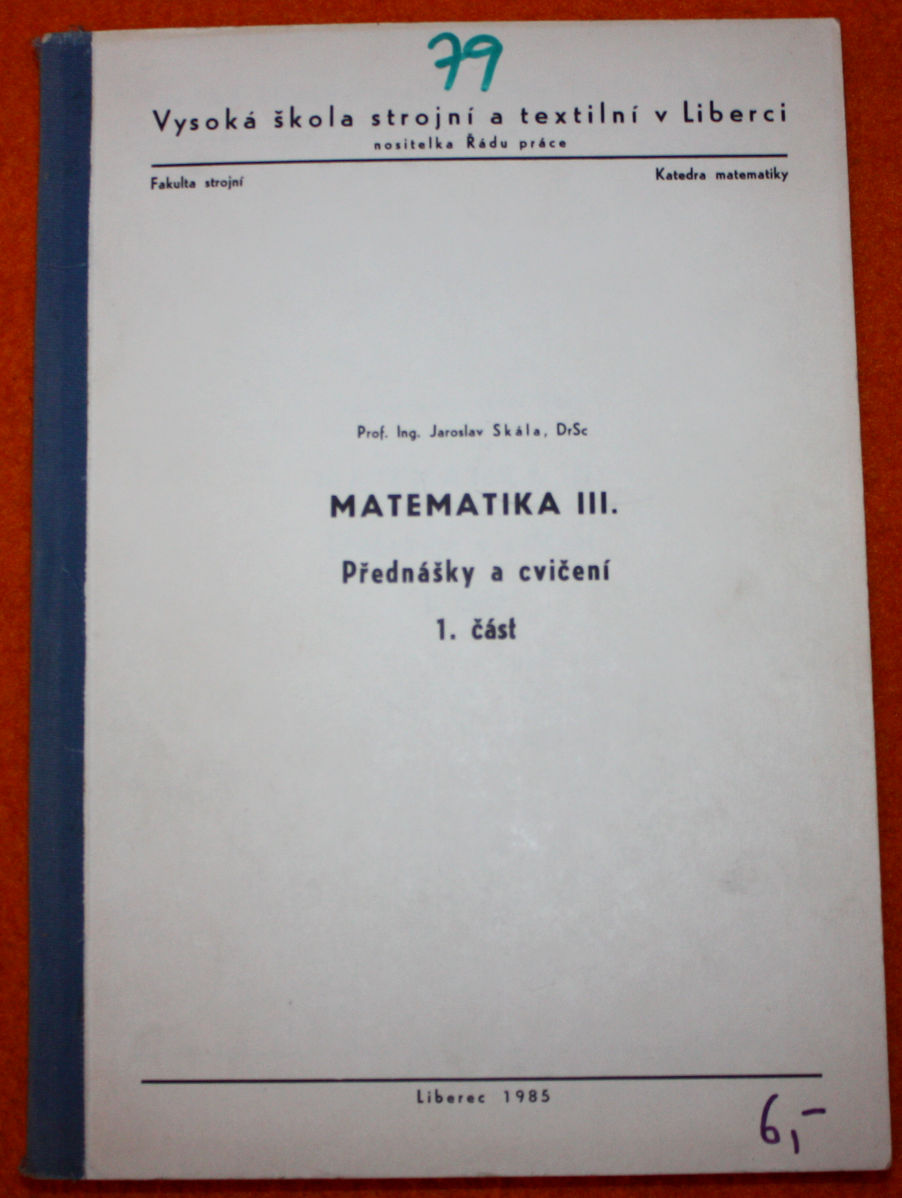 79
Vysoká škola strojní a textilní v Liberci
nositelka Řádu práce
Fakulta strojní
Katedra matematiky
Prof. Ing. Jaroslav Skála, DrSc
MATEMATIKA III.
Přednášky a cvičení
1. část
Liberec 1985
6,-